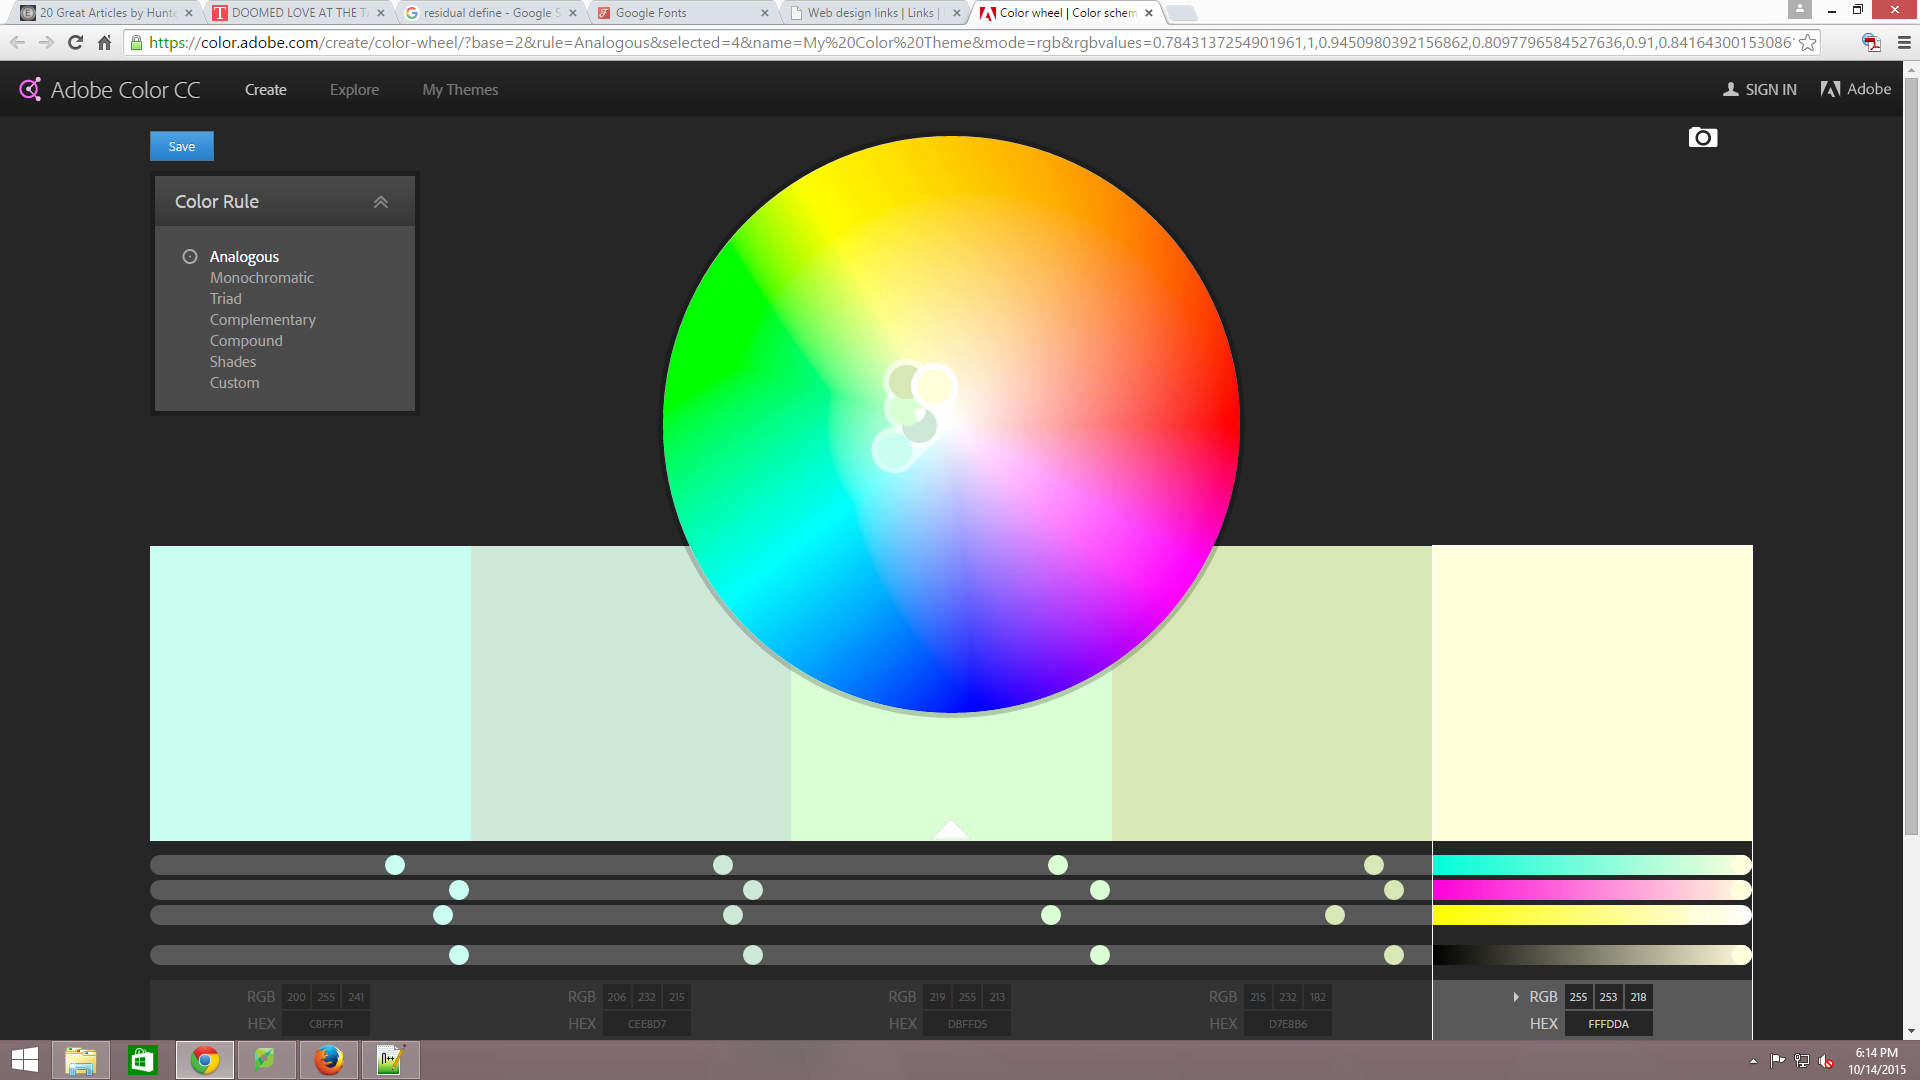 20 Great Articles by Hunte
DOOMED LOVE AT THE TA
residual define - Google S
Google Fonts
Web design links | Links |
Color wheel | Color schem
https://color.adobe.com/create/color-wheel/?base=2&rule=Analogous&selected=4&name=My%20Color%20Theme&mode=rgb&rgbvalues=0.7843137254901961,1,0.9450980392156862,0.8097796584527636,0.91,0.84164300153086
Adobe Color CC
Create
Explore
My Themes
SIGN IN
Adobe
Save
Color Rule
Analogous
Monochromatic
Triad
Complementary
Compound
Shades
Custom
RGB 200 255 241
HEX C8FFF1
RGB 206 232 215
HEX CEE8D7
RGB 219 255 213
HEX DBFFD5
RGB 215 232 182
HEX D7E8B6
RGB 255 253 218
HEX FFFDDA
6:14 PM
10/14/2015